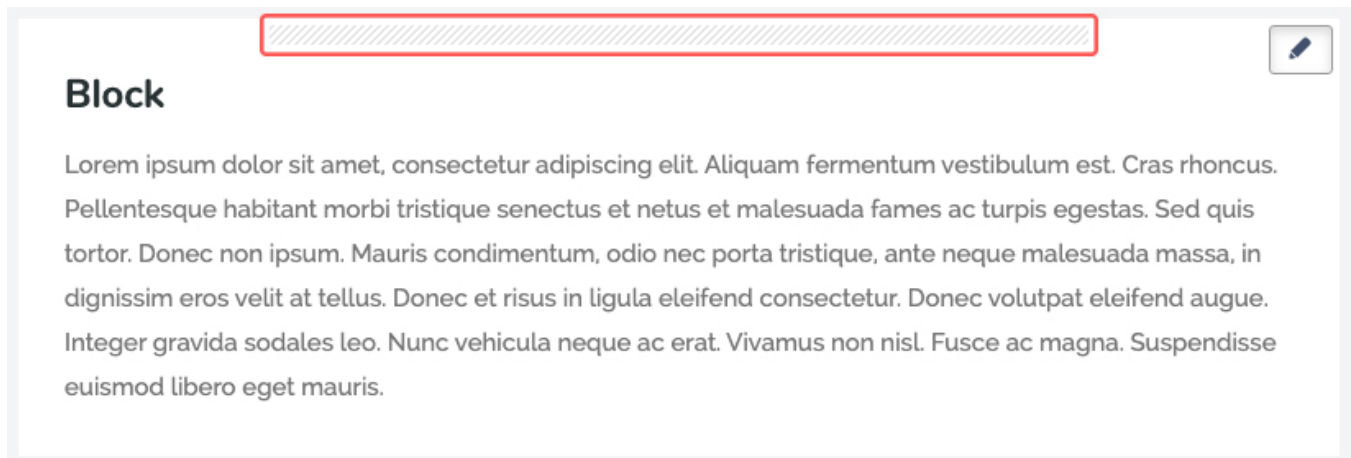 Block
Lorem ipsum dolor sit amet, consectetur adipiscing elit. Aliquam fermentum vestibulum est. Cras rhoncus.
Pellentesque habitant morbi tristique senectus et netus et malesuada fames ac turpis egestas. Sed quis
tortor. Donec non ipsum. Mauris condimentum, odio nec porta tristique, ante neque malesuada massa, in
dignissim eros velit at tellus. Donec et risus in ligula eleifend consectetur. Donec volutpat eleifend augue.
Integer gravida sodales leo. Nunc vehicula neque ac erat. Vivamus non nisl. Fusce ac magna. Suspendisse
euismod libero eget mauris.